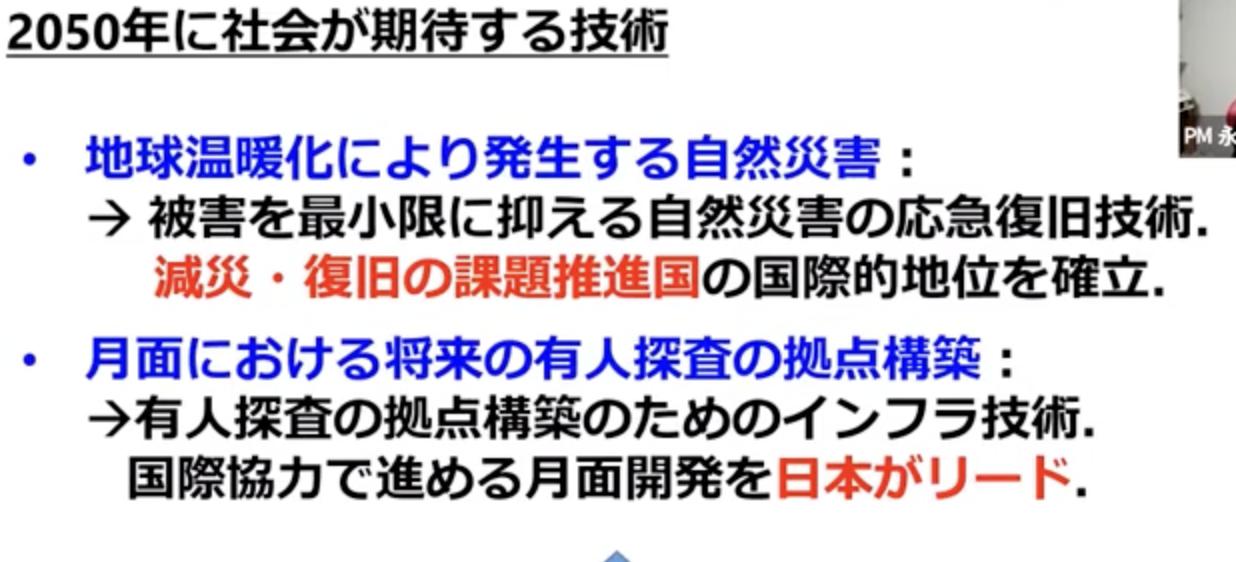 2050年に社会が期待する技術
• 地球温暖化により発生する自然災害：
→ 被害を最小限に抑える自然災害の応急復旧技術.
減災・復旧の課題推進国の国際的地位を確立.
• 月面における将来の有人探査の拠点構築：
→有人探査の拠点構築のためのインフラ技術.
国際協力で進める月面開発を日本がリード.
PM 永